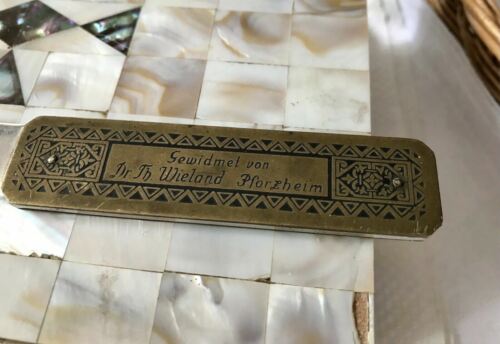 Gewidmet von
Dr Th Wieland Pforzheim